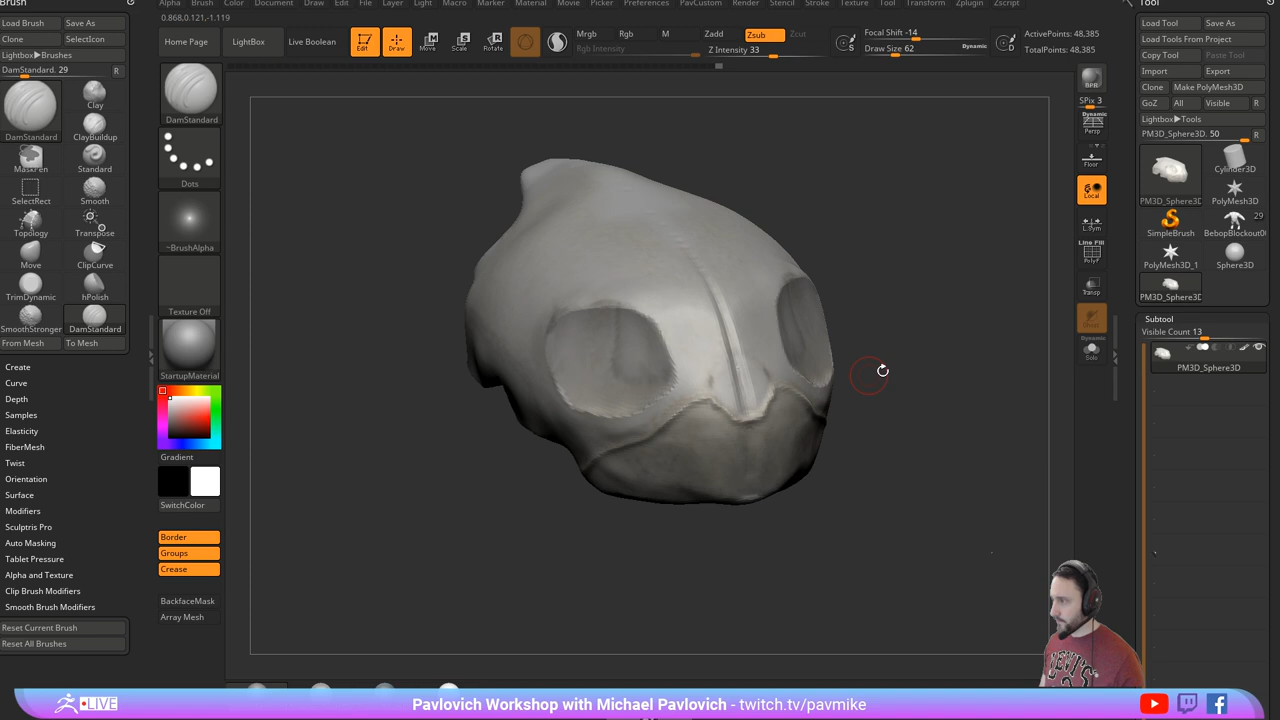 Brush
Alpha Brush Color Document Draw Edit File Layer Light Macro Marker Material Movie Picker Preferences PavCustom Render Stencil Stroke Texture Tool Transform Zplugin Zscript
Tool
0.868,0.121,-1.119
Load Brush Save As
Clone SelectIcon
Lightbox▶Brushes
DamStandard. 29 R
DamStandard
Clay
ClayBuildup
MaskPen Standard
SelectRect Smooth
Topology Transpose
Move ClipCurve
TrimDynamic hPolish
SmoothStronger DamStandard
From Mesh To Mesh
Create
Curve
Depth
Samples
Elasticity
FiberMesh
Twist
Orientation
Surface
Modifiers
Sculptris Pro
Auto Masking
Tablet Pressure
Alpha and Texture
Clip Brush Modifiers
Smooth Brush Modifiers
Reset Current Brush
Reset All Brushes
Home Page LightBox Live Boolean
Edit Draw Move Scale Rotate
Mrgb Rgb M Zadd Zsub Zcut
Rgb Intensity Z Intensity 33
S Focal Shift -14
Draw Size 62 Dynamic
D
ActivePoints: 48,385
TotalPoints: 48,385
DamStandard
Dots
~BrushAlpha
Texture Off
StartupMaterial
Gradient
SwitchColor
Border
Groups
Crease
BackfaceMask
Array Mesh
BPR
SPix 3
Dynamic
Persp
Floor
Local
L.Sym
Line Fill
PolyF
Transp
Dynamic
Solo
Load Tool Save As
Load Tools From Project
Copy Tool Paste Tool
Import Export
Clone Make PolyMesh3D
GoZ All Visible R
Lightbox▶Tools
PM3D_Sphere3D. 50 R
PM3D_Sphere3D
Cylinder3D
PolyMesh3D
29
SimpleBrush BebopBlockout0
PolyMesh3D_1 Sphere3D
PM3D_Sphere3D
Subtool
Visible Count 13
PM3D_Sphere3D
LIVE
Pavlovich Workshop with Michael Pavlovich - twitch.tv/pavmike